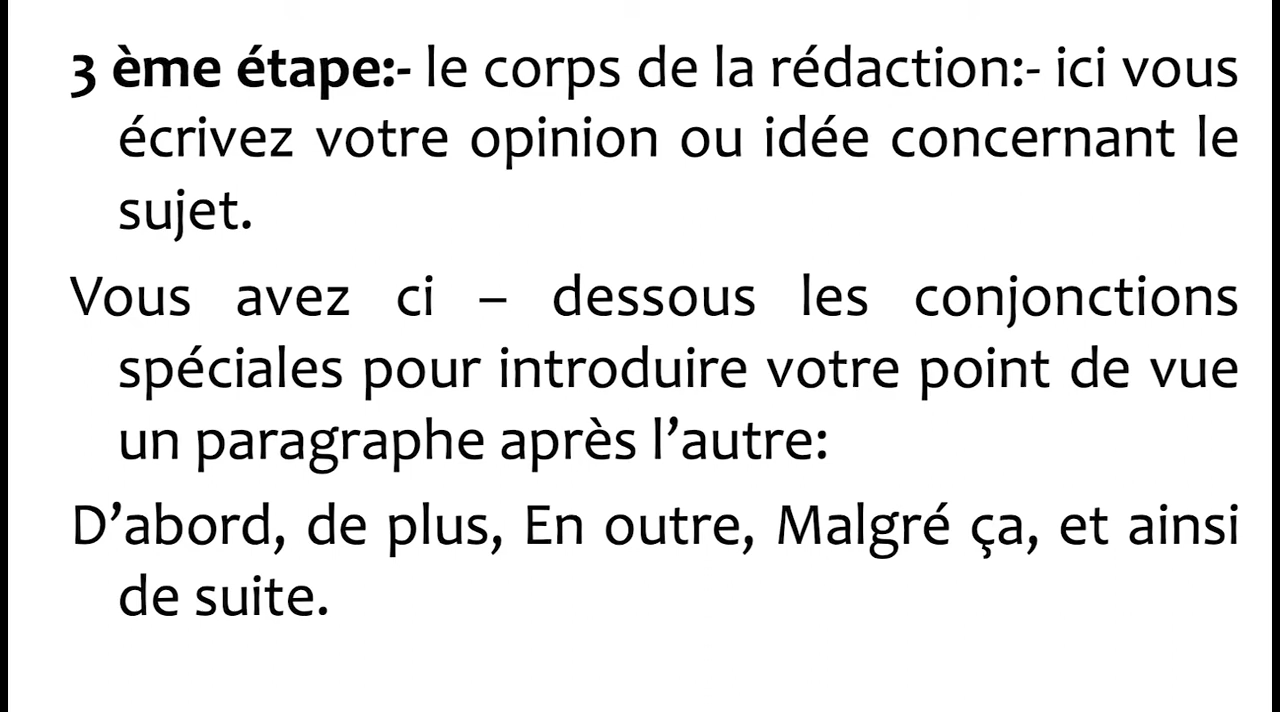 3 ème étape:- le corps de la rédaction:- ici vous
écrivez votre opinion ou idée concernant le
sujet.
Vous avez ci – dessous les conjonctions
spéciales pour introduire votre point de vue
un paragraphe après l’autre:
D’abord, de plus, En outre, Malgré ça, et ainsi
de suite.